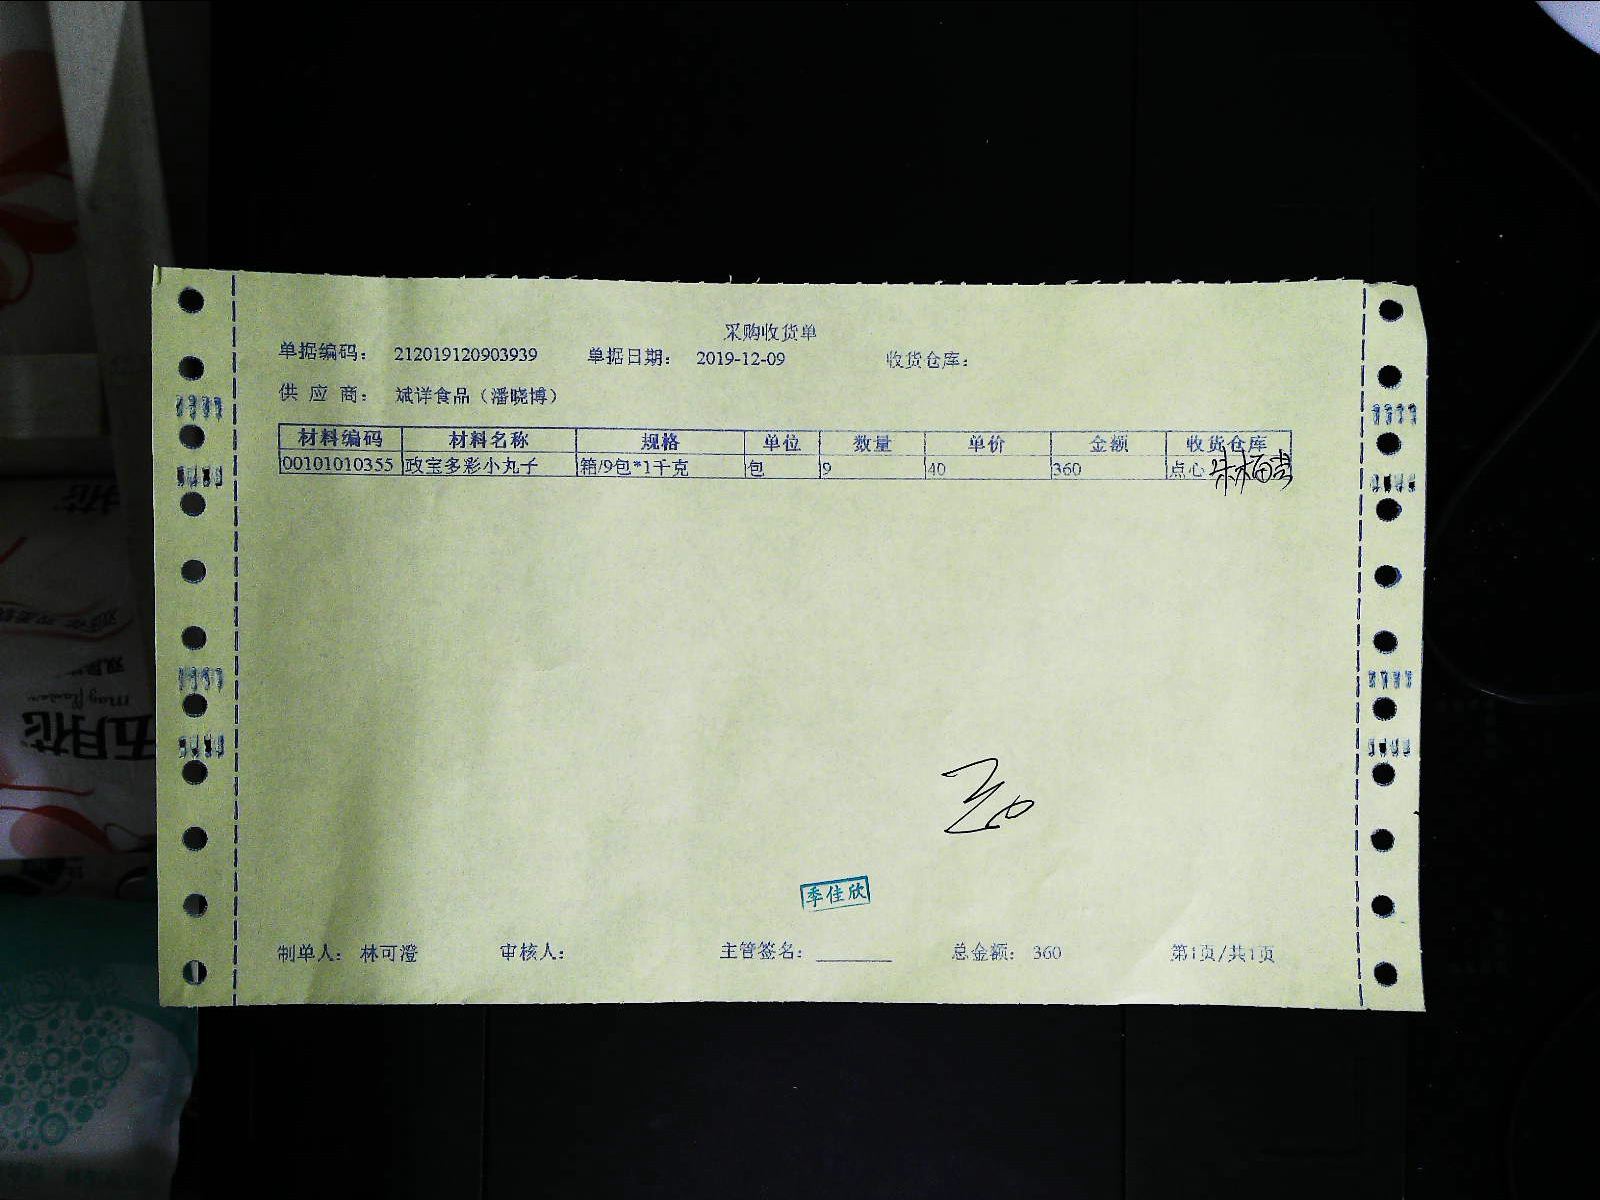 采购收货单
单据编码： 212019120903939 单据日期： 2019-12-09 收货仓库：
供 应 商： 斌详食品（潘晓博）
材料编码 材料名称 规格 单位 数量 单价 金额 收货仓库
00101010355 政宝多彩小丸子 箱/9包*1千克 包 9 40 360 点心
季佳欣
制单人： 林可澄 审核人： 主管签名： 总金额： 360 第1页/共1页
五月花